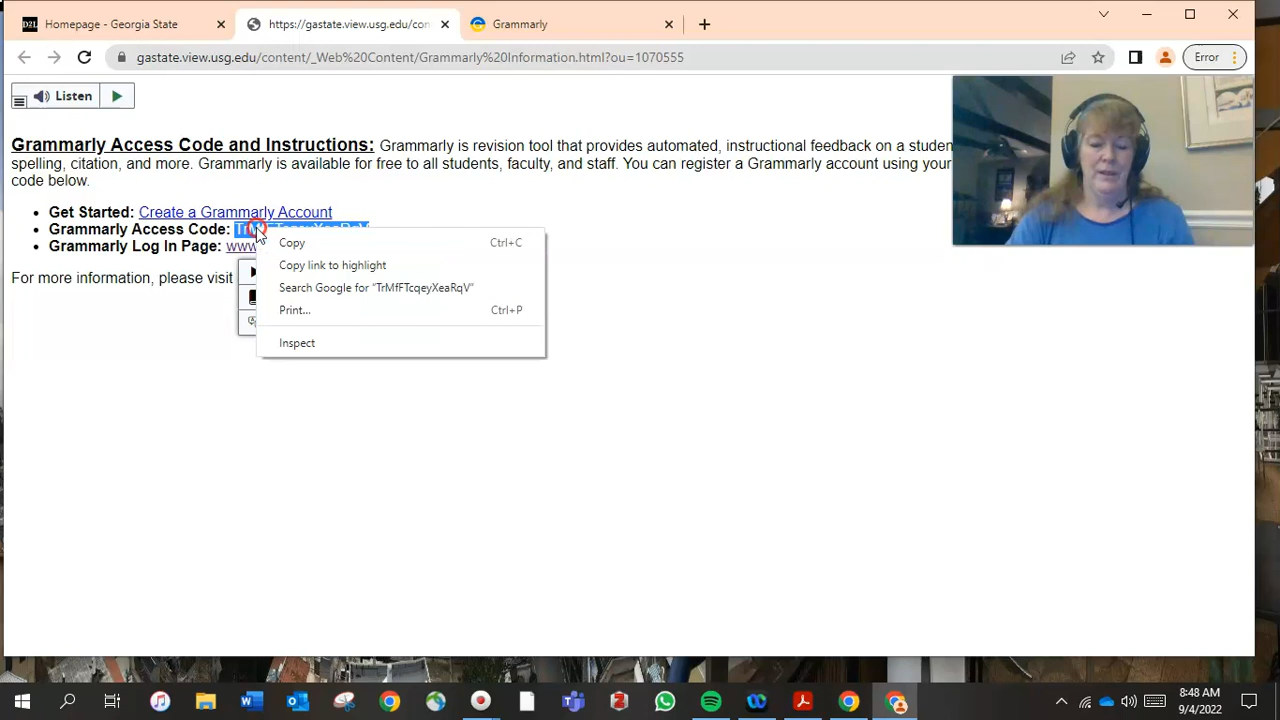 Homepage - Georgia State
https://gastate.view.usg.edu/con
Grammarly
gastate.view.usg.edu/content/_Web%20Content/Grammarly%20Information.html?ou=1070555
Error
Listen
Grammarly Access Code and Instructions: Grammarly is revision tool that provides automated, instructional feedback on a studen
spelling, citation, and more. Grammarly is available for free to all students, faculty, and staff. You can register a Grammarly account using your
code below.
• Get Started: Create a Grammarly Account
• Grammarly Access Code:
• Grammarly Log In Page: www
For more information, please visit
Copy Ctrl+C
Copy link to highlight
Search Google for “TrMfFTcqeyXeaRqV”
Print... Ctrl+P
Inspect
8:48 AM
9/4/2022